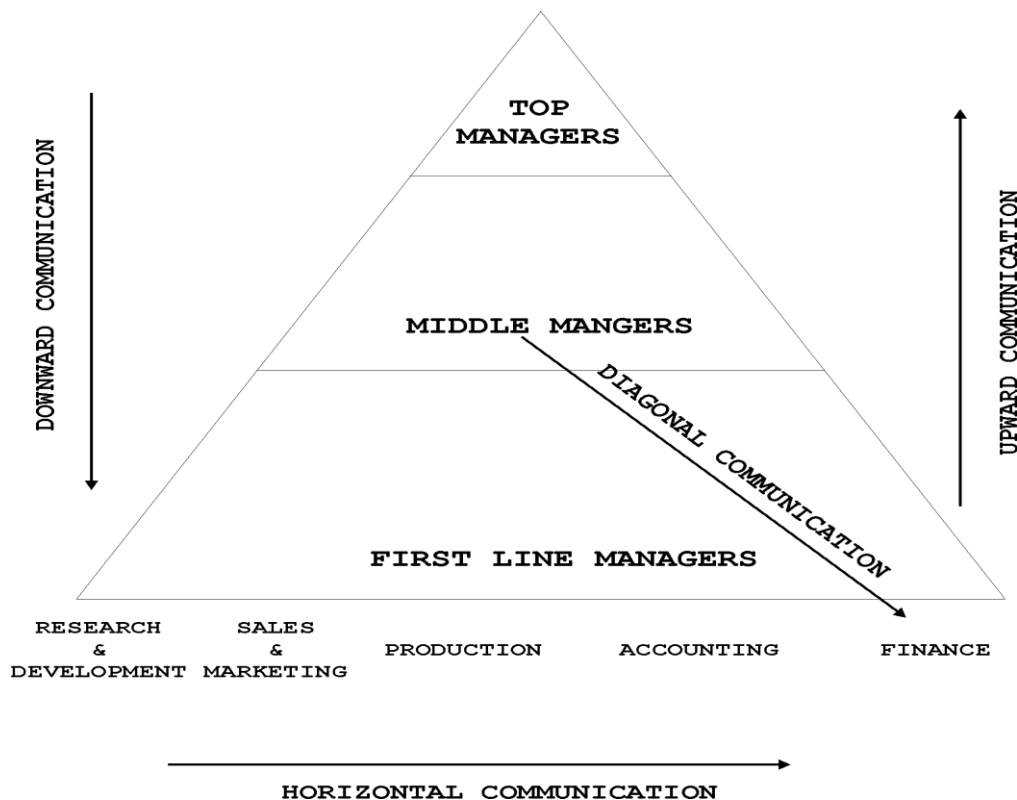 TOP
MANAGERS
DOWNWARD COMMUNICATION
UPWARD COMMUNICATION
MIDDLE MANGERS
DIAGONAL COMMUNICATION
FIRST LINE MANAGERS
RESEARCH
&
DEVELOPMENT
SALES
&
MARKETING
PRODUCTION
ACCOUNTING
FINANCE
HORIZONTAL COMMUNICATION